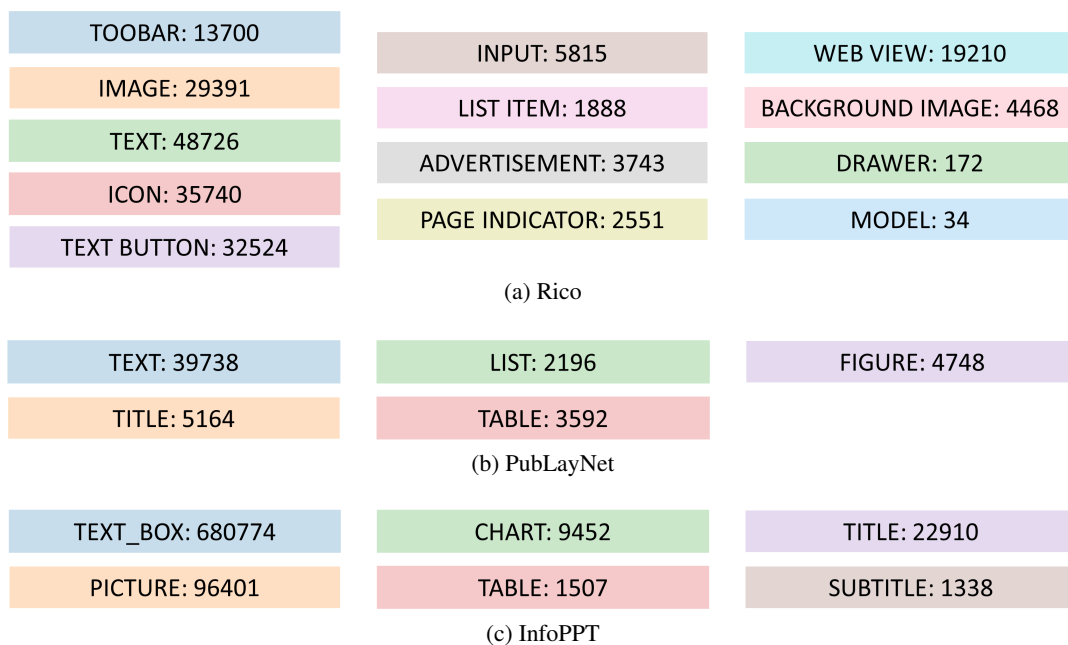 TOOBAR: 13700
IMAGE: 29391
TEXT: 48726
ICON: 35740
TEXT BUTTON: 32524
INPUT: 5815
LIST ITEM: 1888
ADVERTISEMENT: 3743
PAGE INDICATOR: 2551
WEB VIEW: 19210
BACKGROUND IMAGE: 4468
DRAWER: 172
MODEL: 34
(a) Rico
TEXT: 39738
TITLE: 5164
LIST: 2196
TABLE: 3592
FIGURE: 4748
(b) PubLayNet
TEXT_BOX: 680774
PICTURE: 96401
CHART: 9452
TABLE: 1507
TITLE: 22910
SUBTITLE: 1338
(c) InfoPPT